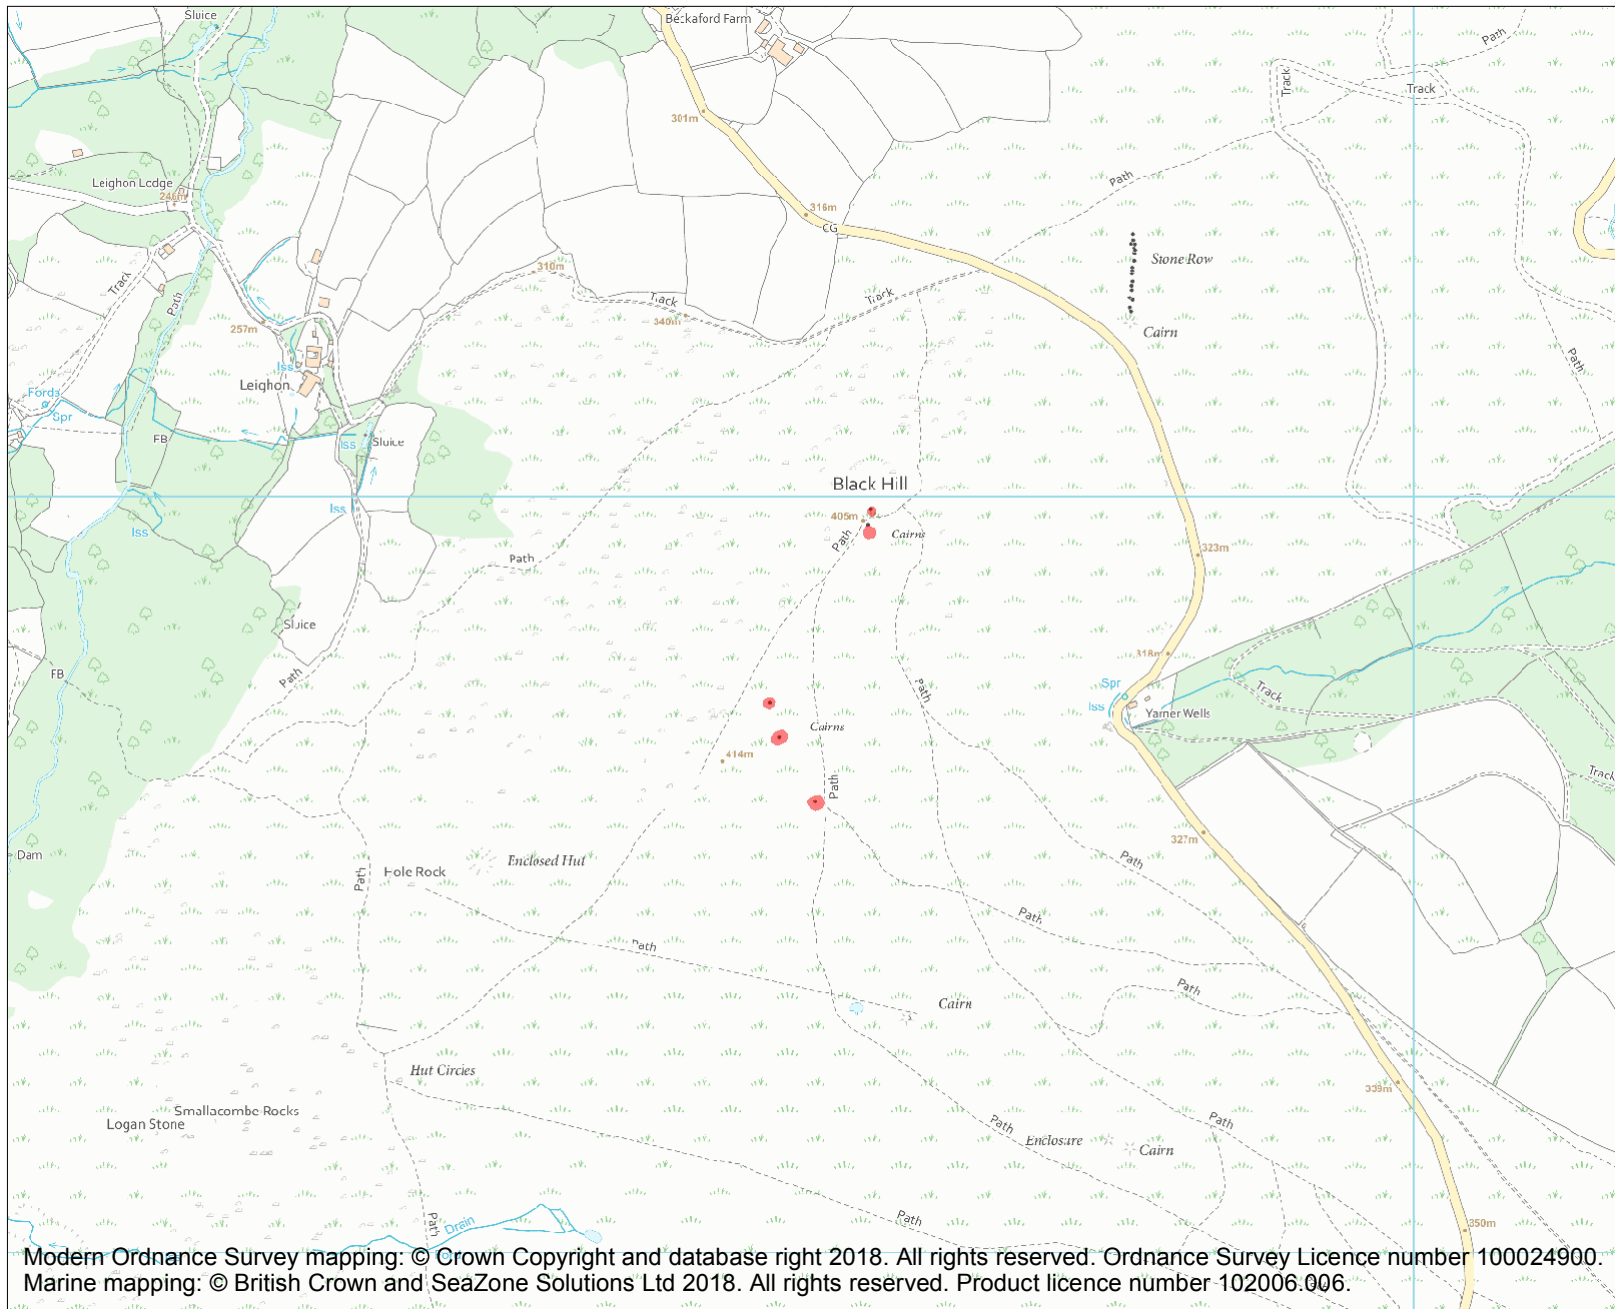 Sluice
Beckaford Farm
Path
Track
Track
301m
Leighon Lodge
Path
316m
CG
Stone Row
Track
310m
Path
Track
Track
340m
257m
Cairn
Path
Iss
Leighon
Fords
Spr
FB
Iss
Sluice
Black Hill
Iss
405m
Iss
Cairns
Path
Path
323m
Sluice
318m
FB
Path
Path
Spr
Iss
Track
Yarner Wells
Cairns
414m
Track
Path
327m
Dam
Path
Enclosed Hut
Hole Rock
Path
Path
Path
Path
Cairn
Hut Circles
339m
Smallacombe Rocks
Logan Stone
Path
Path
Enclosure
Cairn
Path
Path
Drain
350m
Modern Ordnance Survey mapping: © Crown Copyright and database right 2018. All rights reserved. Ordnance Survey Licence number 100024900.
Marine mapping: © British Crown and SeaZone Solutions Ltd 2018. All rights reserved. Product licence number 102006.006.